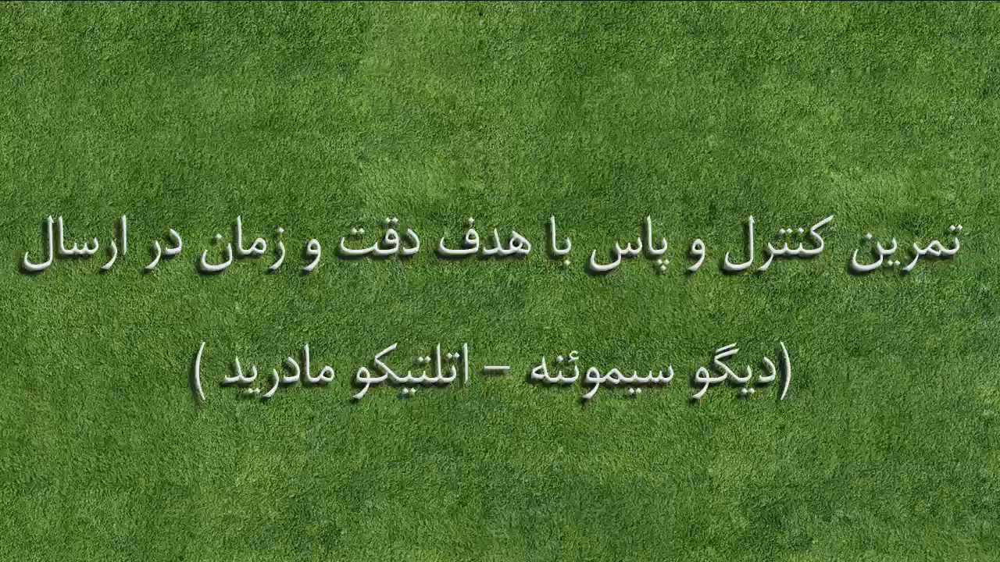 تمرین کنترل و پاس با هدف دقت و زمان در ارسال
(دیگو سیموئنه – اتلتیکو مادرید )